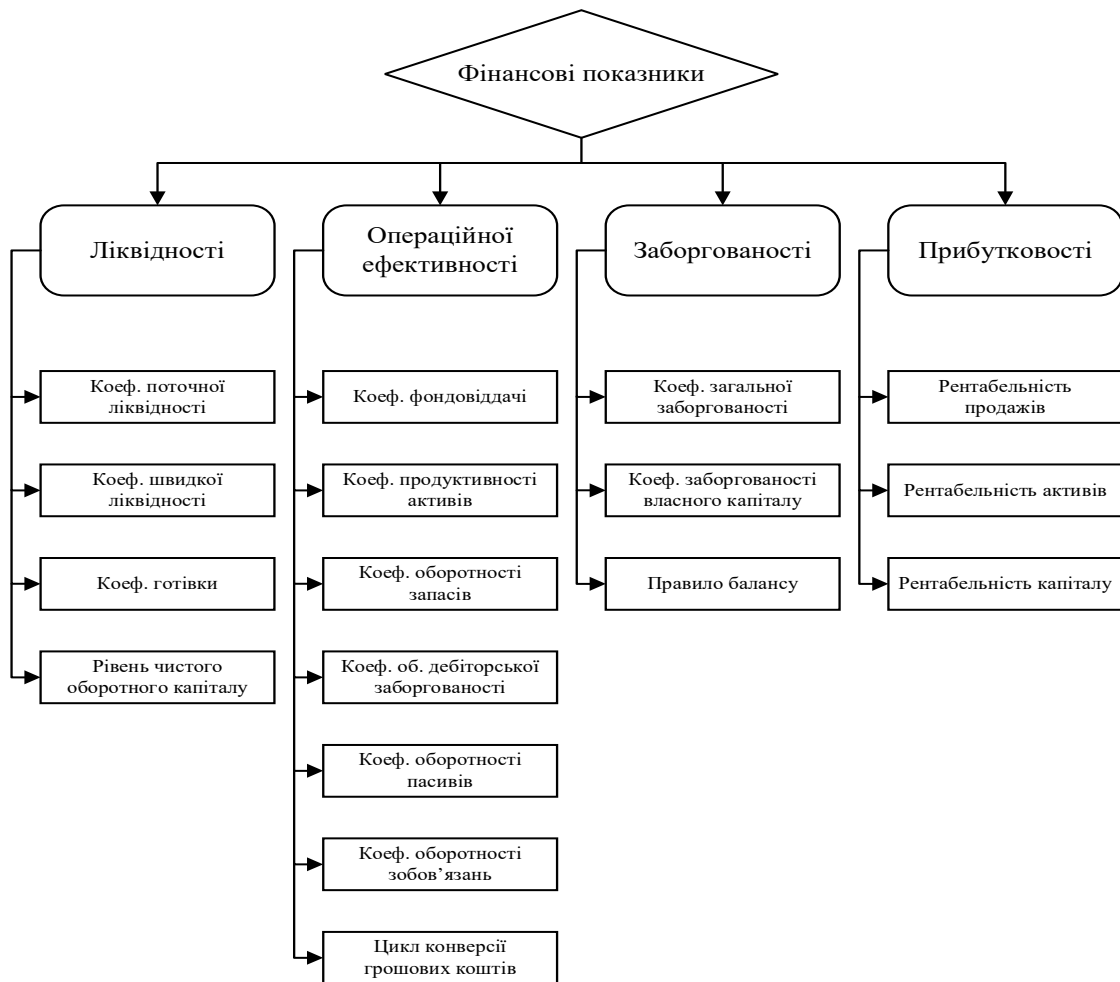 Фінансові показники
Ліквідності
Операційної
ефективності
Заборгованості
Прибутковості
Коеф. поточної
ліквідності
Коеф. швидкої
ліквідності
Коеф. готівки
Рівень чистого
оборотного капіталу
Коеф. фондовіддачі
Коеф. продуктивності
активів
Коеф. оборотності
запасів
Коеф. об. дебіторської
заборгованості
Коеф. оборотності
пасивів
Коеф. оборотності
зобов’язань
Цикл конверсії
грошових коштів
Коеф. загальної
заборгованості
Коеф. заборгованості
власного капіталу
Правило балансу
Рентабельність
продажів
Рентабельність активів
Рентабельність капіталу